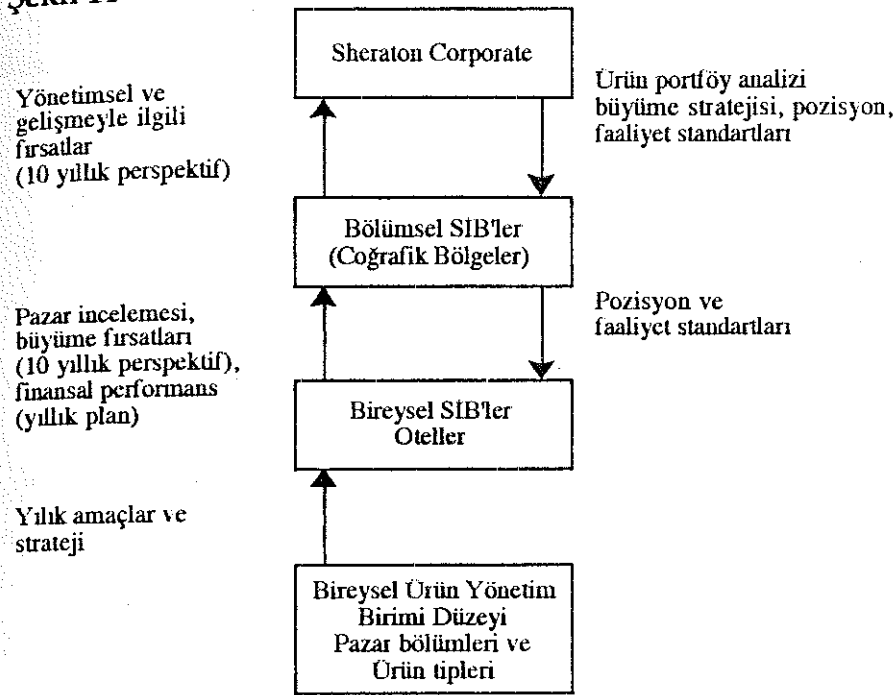 Sheraton Corporate
Yönetimsel ve
gelişmeyle ilgili
fırsatlar
(10 yıllık perspektif)
Ürün portföy analizi
büyüme stratejisi, pozisyon,
faaliyet standartları
Bölümsel SİB'ler
(Coğrafik Bölgeler)
Pazar incelemesi,
büyüme fırsatları
(10 yıllık perspektif),
finansal performans
(yıllık plan)
Pozisyon ve
faaliyet standartları
Bireysel SİB'ler
Oteller
Yılık amaçlar ve
strateji
Bireysel Ürün Yönetim
Birimi Düzeyi
Pazar bölümleri ve
Ürün tipleri